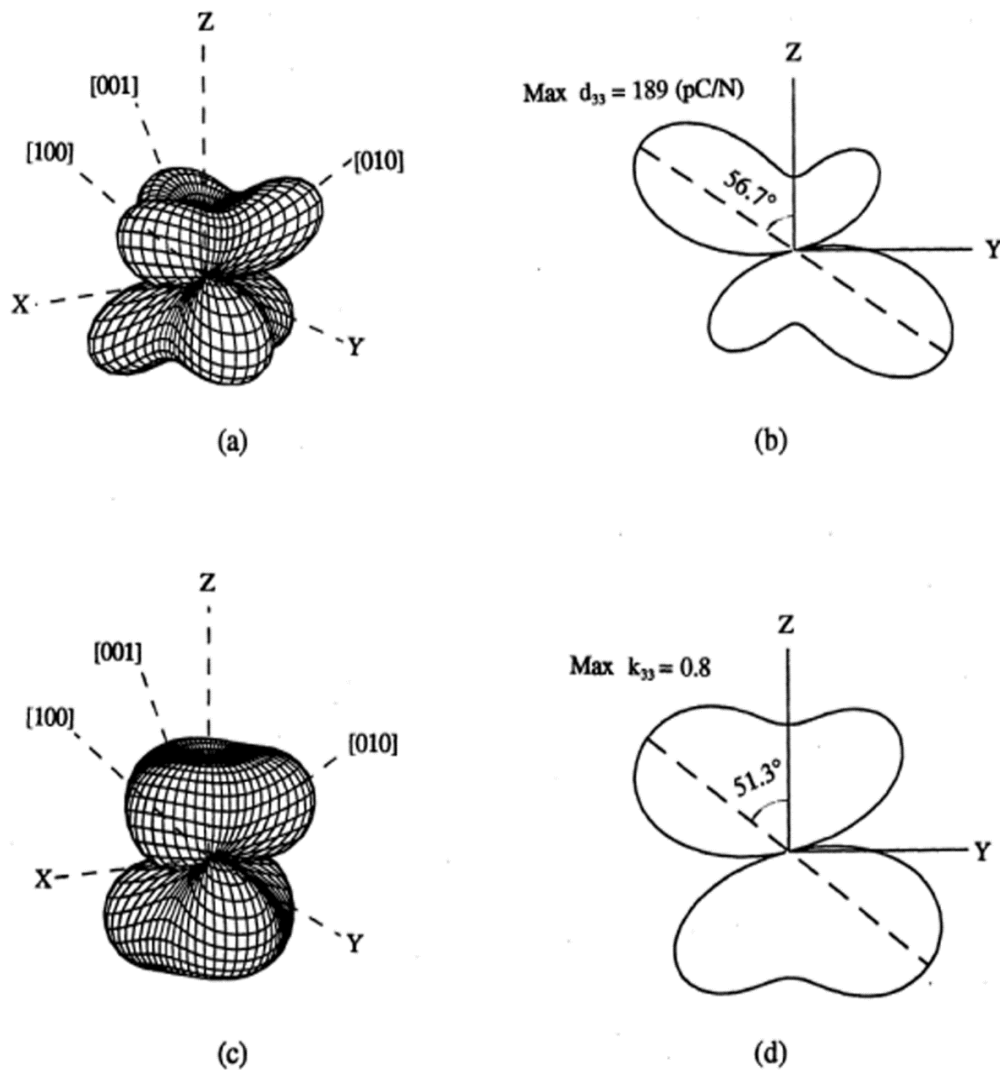 Z
[001]
[100]
[010]
X
Y
(a)
Z
Max d₃₃ = 189 (pC/N)
56.7°
Y
(b)
Z
[001]
[100]
[010]
X
Y
(c)
Z
Max k₃₃ = 0.8
51.3°
Y
(d)